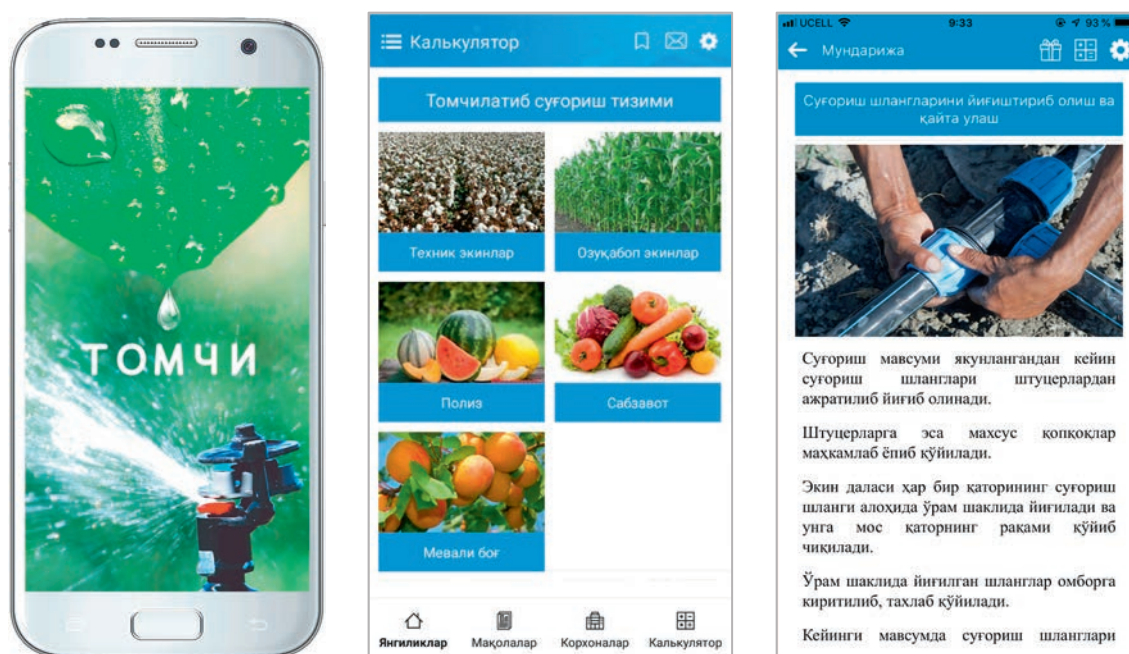 ТОМЧИ
Калькулятор
Томчилатиб суғориш тизими
Техник экинлар
Озуқабоп экинлар
Полиз
Сабзавот
Мевали боғ
Янгиликлар
Мақолалар
Корхоналар
Калькулятор
UCELL
9:33
93 %
Мундарижа
Суғориш шлангларини йиғиштириб олиш ва
қайта улаш
Суғориш мавсуми якунлангандан кейин
суғориш шланглари штуцерлардан
ажратилиб йиғиб олинади.
Штуцерларга эса махсус қопқоқлар
маҳкамлаб ёпиб қўйилади.
Экин даласи ҳар бир қаторининг суғориш
шланги алоҳида ўрам шаклида йиғилади ва
унга мос қаторнинг рақами қўйиб
чиқилади.
Ўрам шаклида йиғилган шланглар омборга
киритилиб, тахлаб қўйилади.
Кейинги мавсумда суғориш шланглари